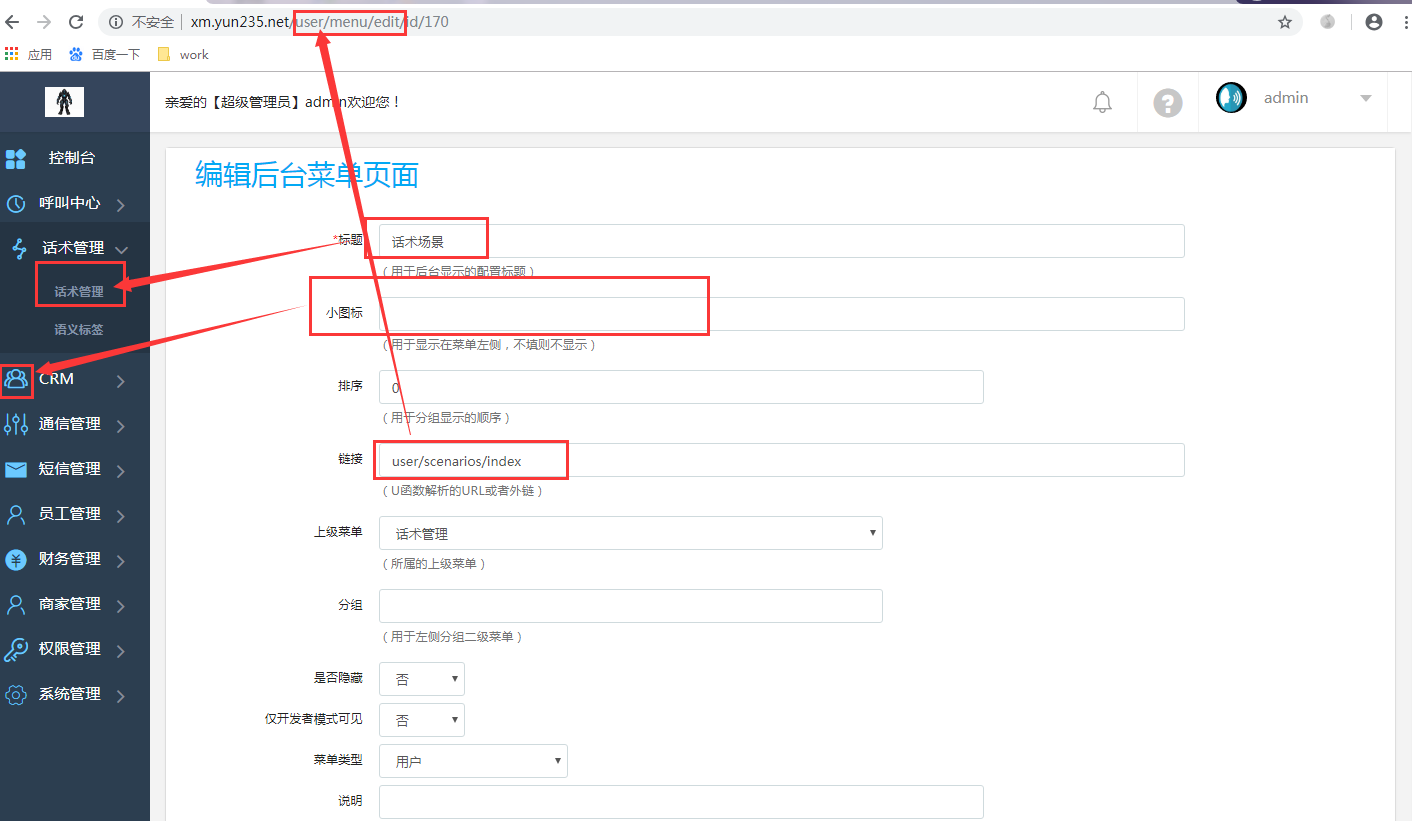 不安全 | xm.yun235.net/user/menu/edit/id/170
应用 百度一下 work
亲爱的【超级管理员】admin欢迎您！
? admin
控制台
呼叫中心
话术管理
话术管理
语义标签
CRM
通信管理
短信管理
员工管理
财务管理
商家管理
权限管理
系统管理
编辑后台菜单页面
*标题 话术场景
（用于后台显示的配置标题）
小图标
（用于显示在菜单左侧，不填则不显示）
排序 0
（用于分组显示的顺序）
链接 user/scenarios/index
（U函数解析的URL或者外链）
上级菜单 话术管理
（所属的上级菜单）
分组
（用于左侧分组二级菜单）
是否隐藏 否
仅开发者模式可见 否
菜单类型 用户
说明